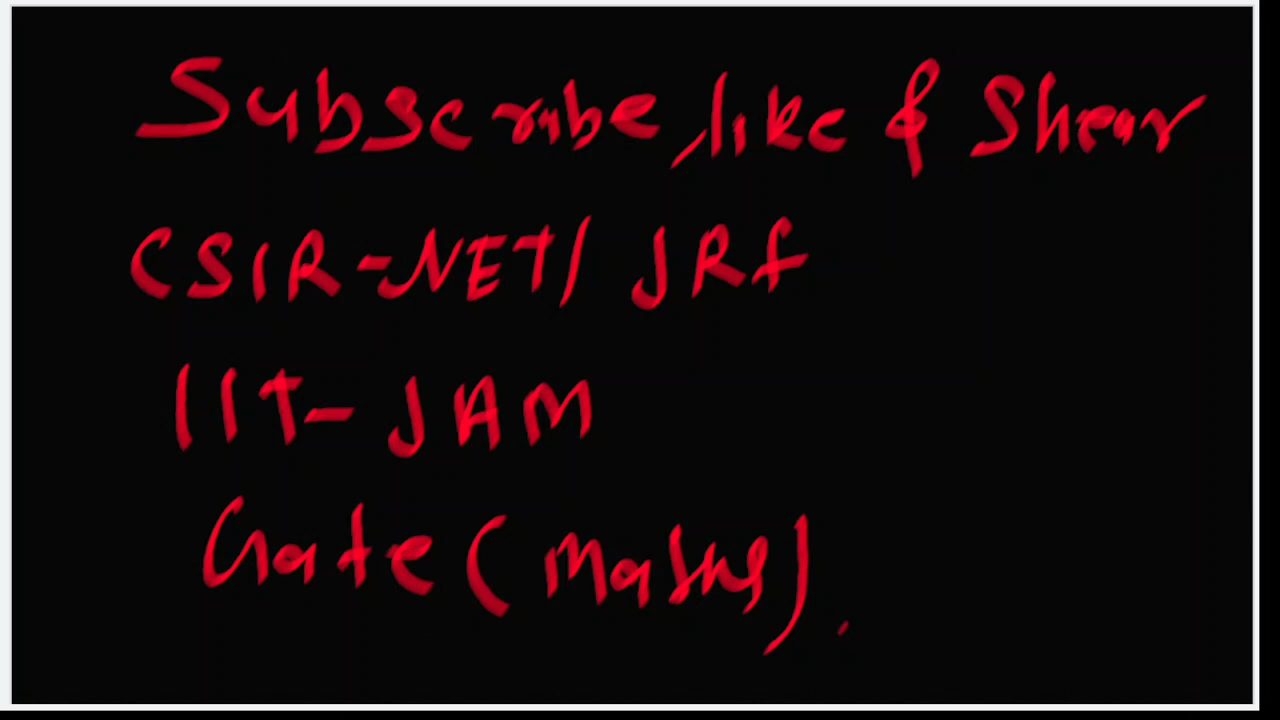 Subscribe, like & Shear
CSIR-NET/ JRF
IIT-JAM
Gate (Maths).